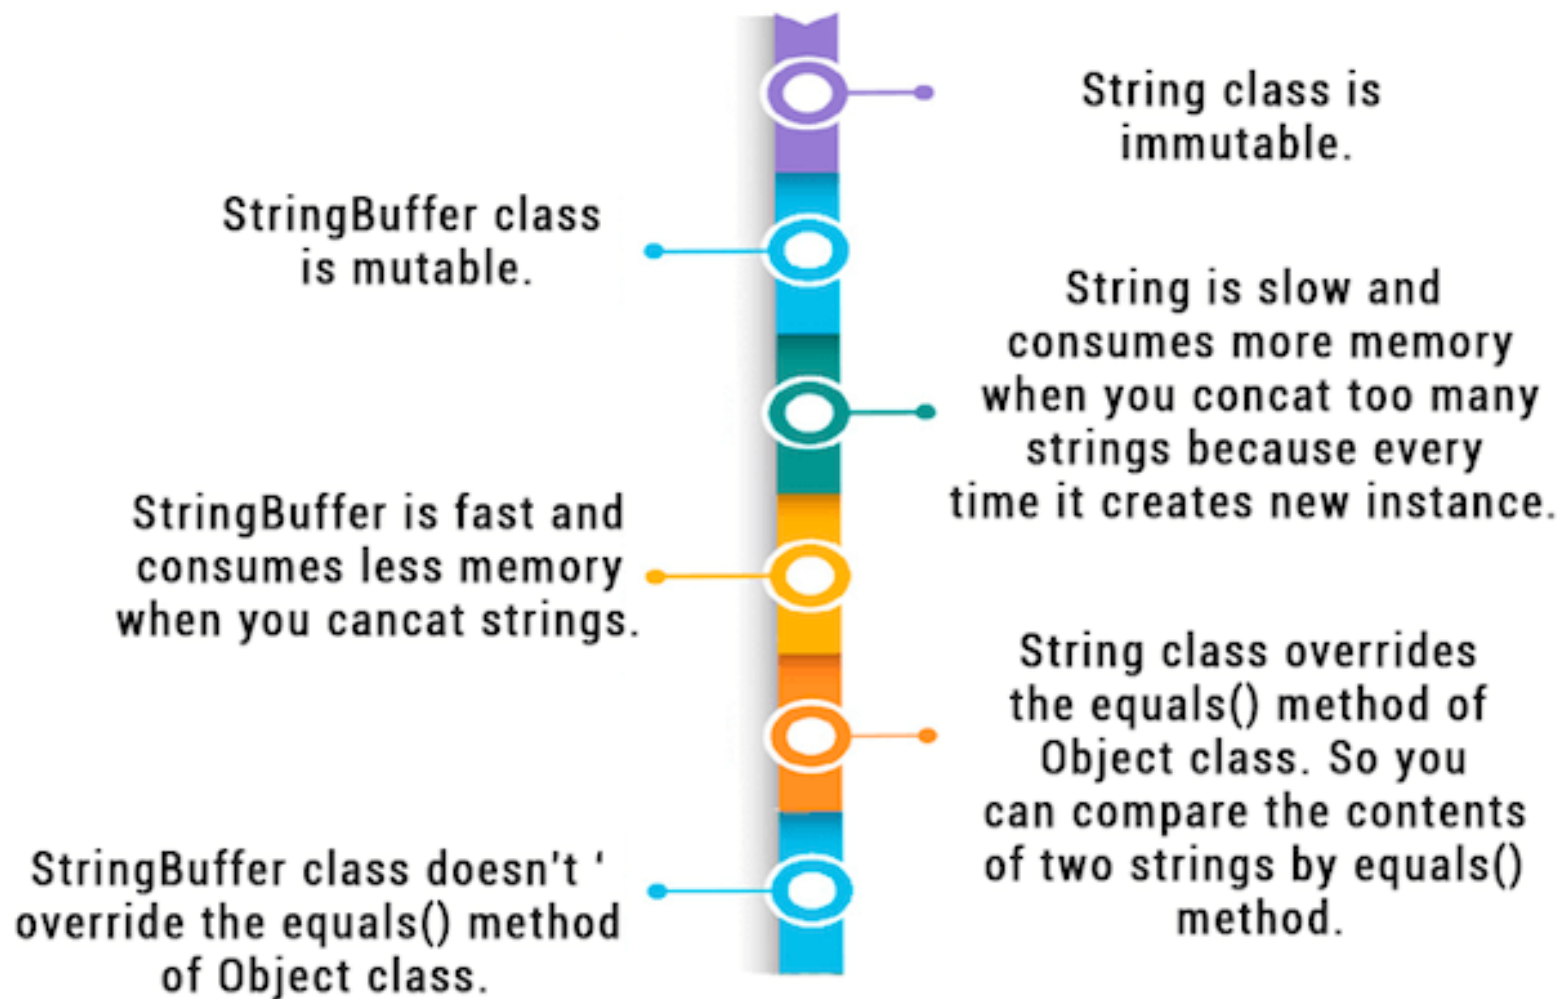 String class is
immutable.
StringBuffer class
is mutable.
String is slow and
consumes more memory
when you concat too many
strings because every
time it creates new instance.
StringBuffer is fast and
consumes less memory
when you cancat strings.
String class overrides
the equals() method of
Object class. So you
can compare the contents
of two strings by equals()
method.
StringBuffer class doesn't ‘
override the equals() method
of Object class.